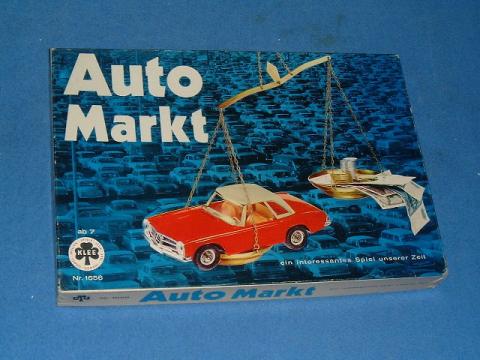 Auto
Markt
ab 7
KLEE
Nr. 1656
ein interessantes Spiel unserer Zeit
Auto Markt